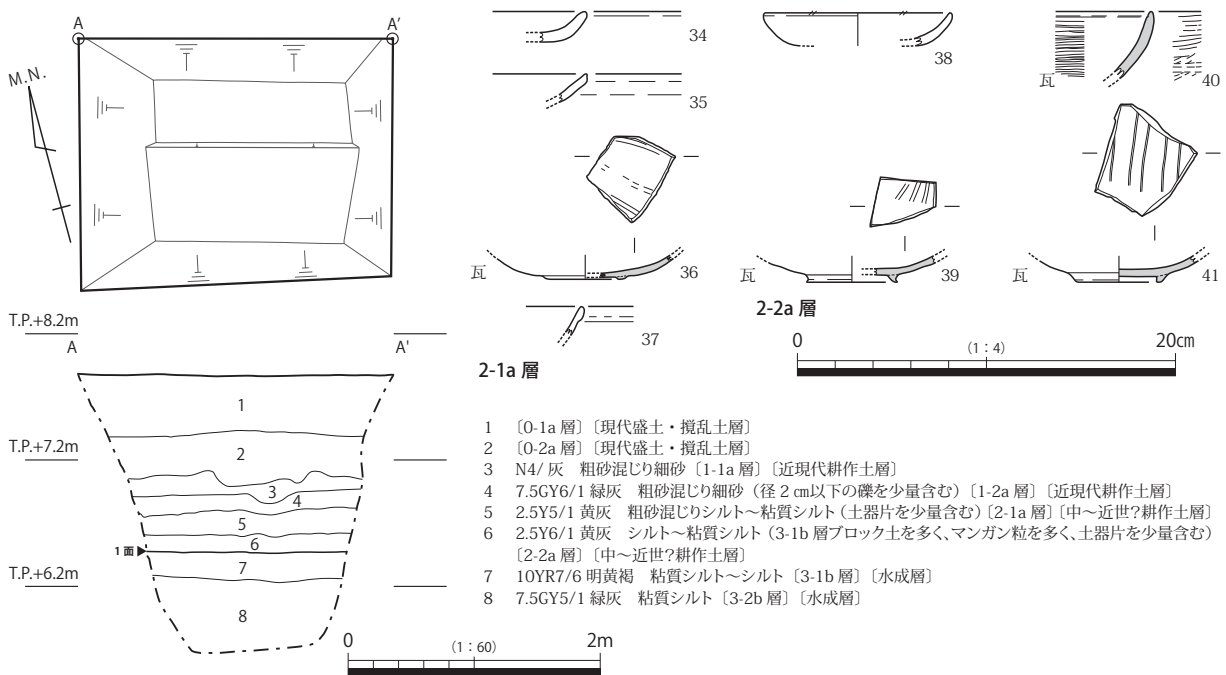 A
A'
M.N.
T.P.+8.2m
A
A'
1
T.P.+7.2m
2
3
4
5
6
1面
7
T.P.+6.2m
8
0
(1:60)
2m
34
35
瓦
36
37
2-1a 層
38
瓦
39
瓦
40
瓦
41
2-2a 層
0
(1:4)
20㎝
1 〔0-1a 層〕〔現代盛土・撹乱土層〕
2 〔0-2a 層〕〔現代盛土・撹乱土層〕
3 N4/ 灰 粗砂混じり細砂〔1-1a 層〕〔近現代耕作土層〕
4 7.5GY6/1 緑灰 粗砂混じり細砂（径 2 ㎝以下の礫を少量含む）〔1-2a 層〕〔近現代耕作土層〕
5 2.5Y5/1 黄灰 粗砂混じりシルト～粘質シルト（土器片を少量含む）〔2-1a 層〕〔中～近世?耕作土層〕
6 2.5Y6/1 黄灰 シルト～粘質シルト（3-1b 層ブロック土を多く、マンガン粒を多く、土器片を少量含む）
〔2-2a 層〕〔中～近世?耕作土層〕
7 10YR7/6 明黄褐 粘質シルト～シルト〔3-1b 層〕〔水成層〕
8 7.5GY5/1 緑灰 粘質シルト〔3-2b 層〕〔水成層〕